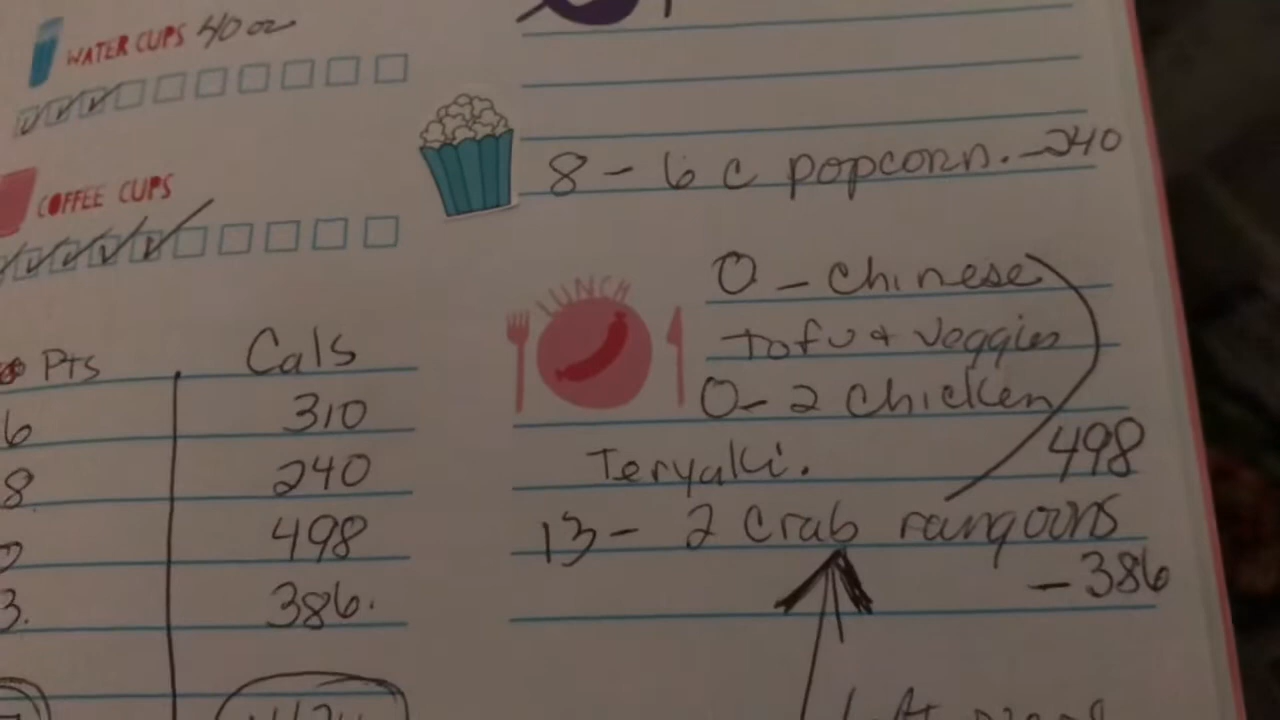 WATER CUPS 40 oz
COFFEE CUPS
Pts Cals
6 310
8 240
498
3. 386.
8 - 6 c popcorn. - 240
LUNCH
0 - chinese
tofu + veggies
0 - 2 chicken
Teryaki. 498
13 - 2 crab rangoons
- 386